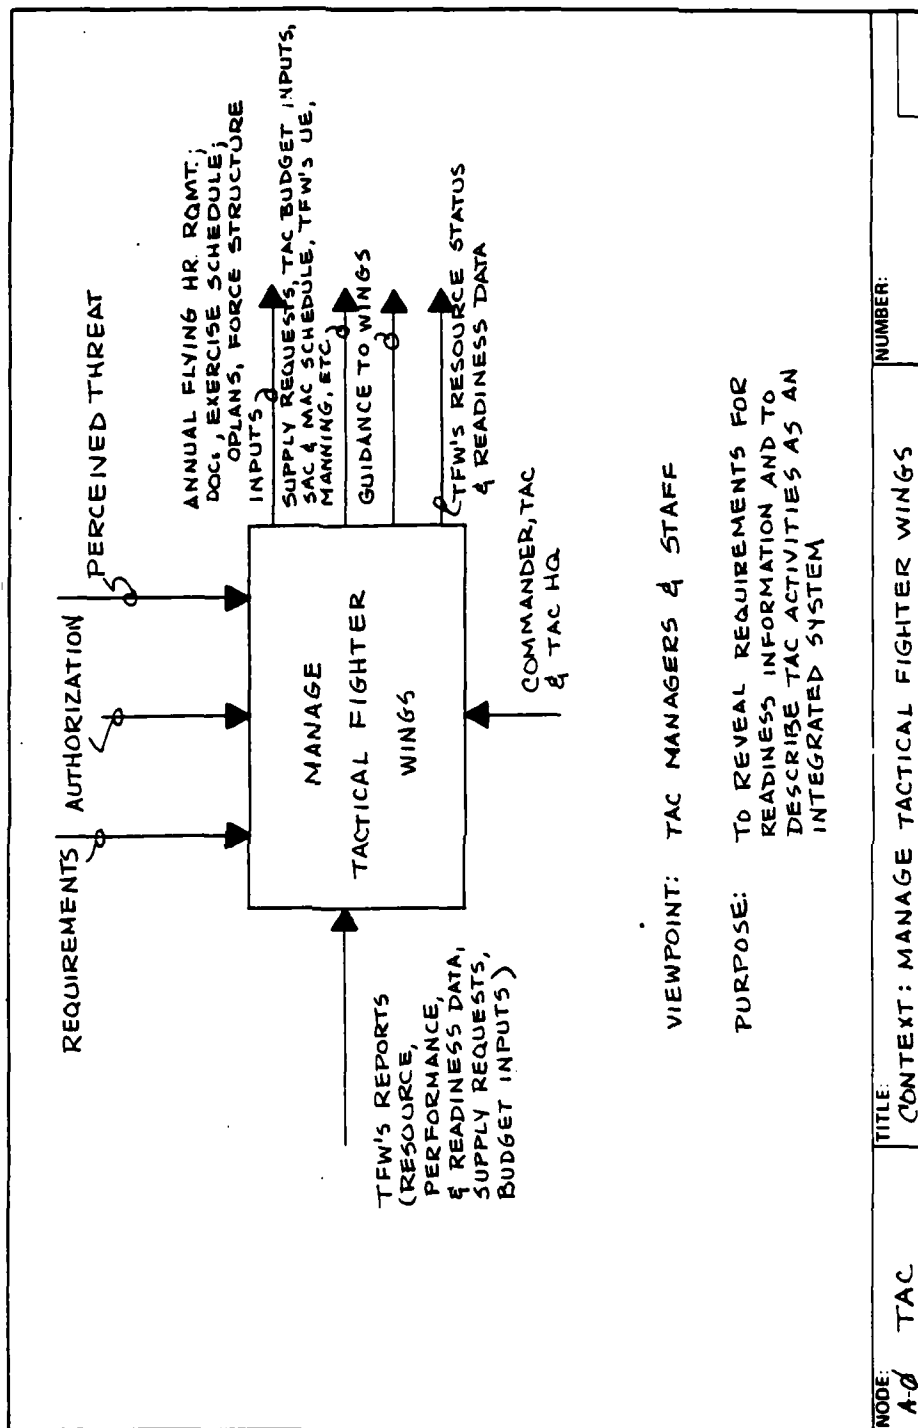 REQUIREMENTS
AUTHORIZATION
PERCEIVED THREAT
ANNUAL FLYING HR. RQMT.;
DOC., EXERCISE SCHEDULE;
OPLANS, FORCE STRUCTURE
INPUTS
SUPPLY REQUESTS, TAC BUDGET INPUTS,
SAC & MAC SCHEDULE, TFW'S UE,
MANNING, ETC.
GUIDANCE TO WINGS
TFW'S RESOURCE STATUS
& READINESS DATA
MANAGE
TACTICAL FIGHTER
WINGS
TFW'S REPORTS
(RESOURCE,
PERFORMANCE,
& READINESS DATA,
SUPPLY REQUESTS,
BUDGET INPUTS)
COMMANDER, TAC
& TAC HQ
VIEWPOINT: TAC MANAGERS & STAFF
PURPOSE: TO REVEAL REQUIREMENTS FOR
READINESS INFORMATION AND TO
DESCRIBE TAC ACTIVITIES AS AN
INTEGRATED SYSTEM
NODE:
A-0 TAC
TITLE:
CONTEXT: MANAGE TACTICAL FIGHTER WINGS
NUMBER: